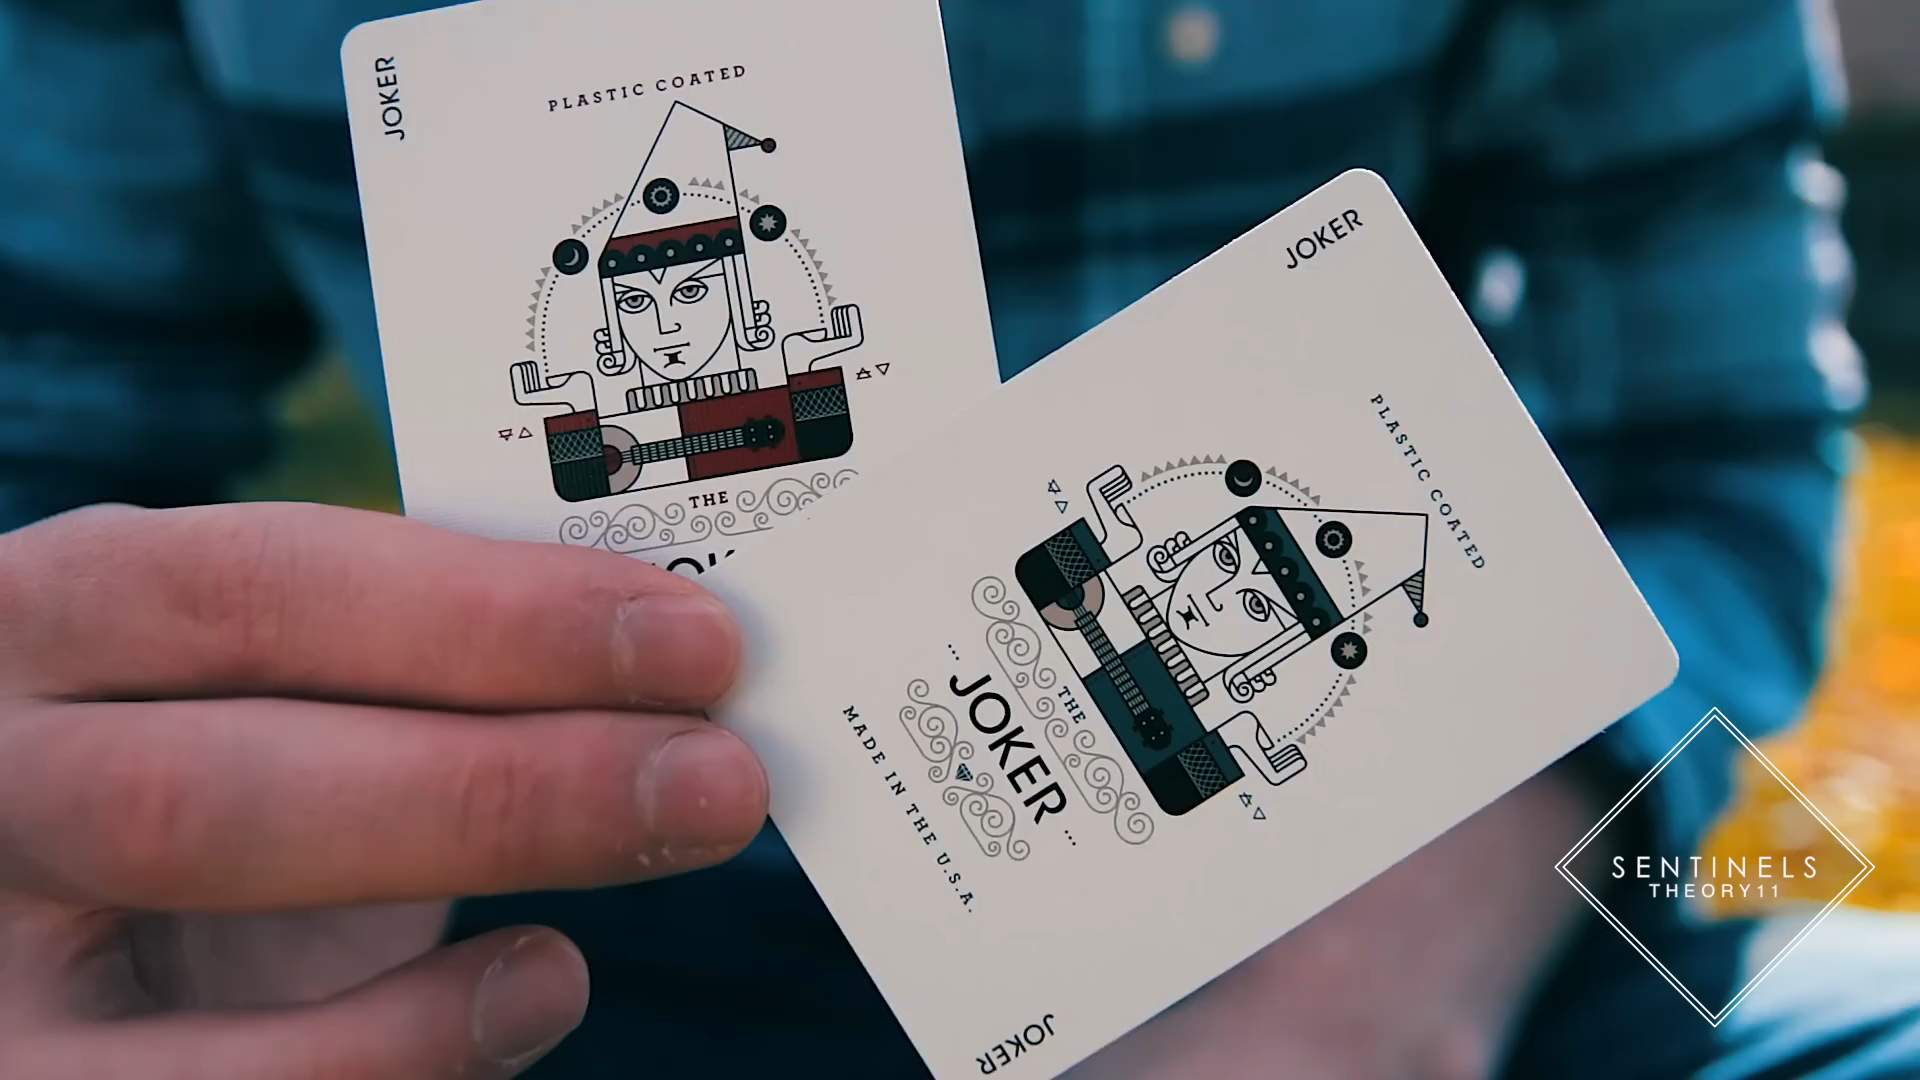 JOKER
PLASTIC COATED
THE
JOKER
PLASTIC COATED
THE
JOKER
MADE IN THE U.S.A.
JOKER
SENTINELS
THEORY11